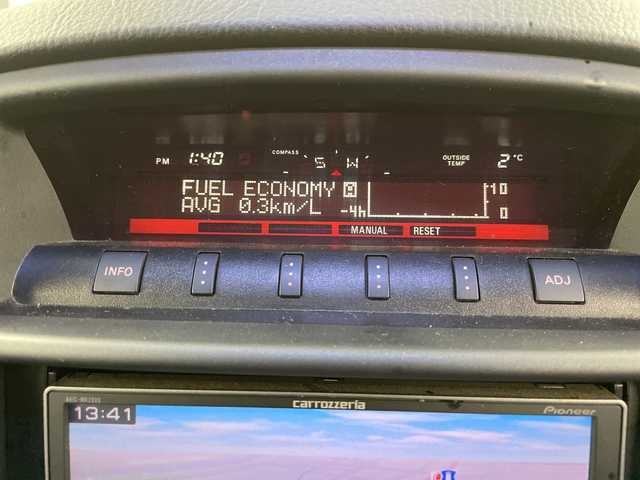 PM 1:40 COMPASS S W OUTSIDE TEMP 2°C
FUEL ECONOMY A 10
AVG 0.3km/L -4h 0
MANUAL RESET
INFO ADJ
carrozzeria Pioneer
13:41